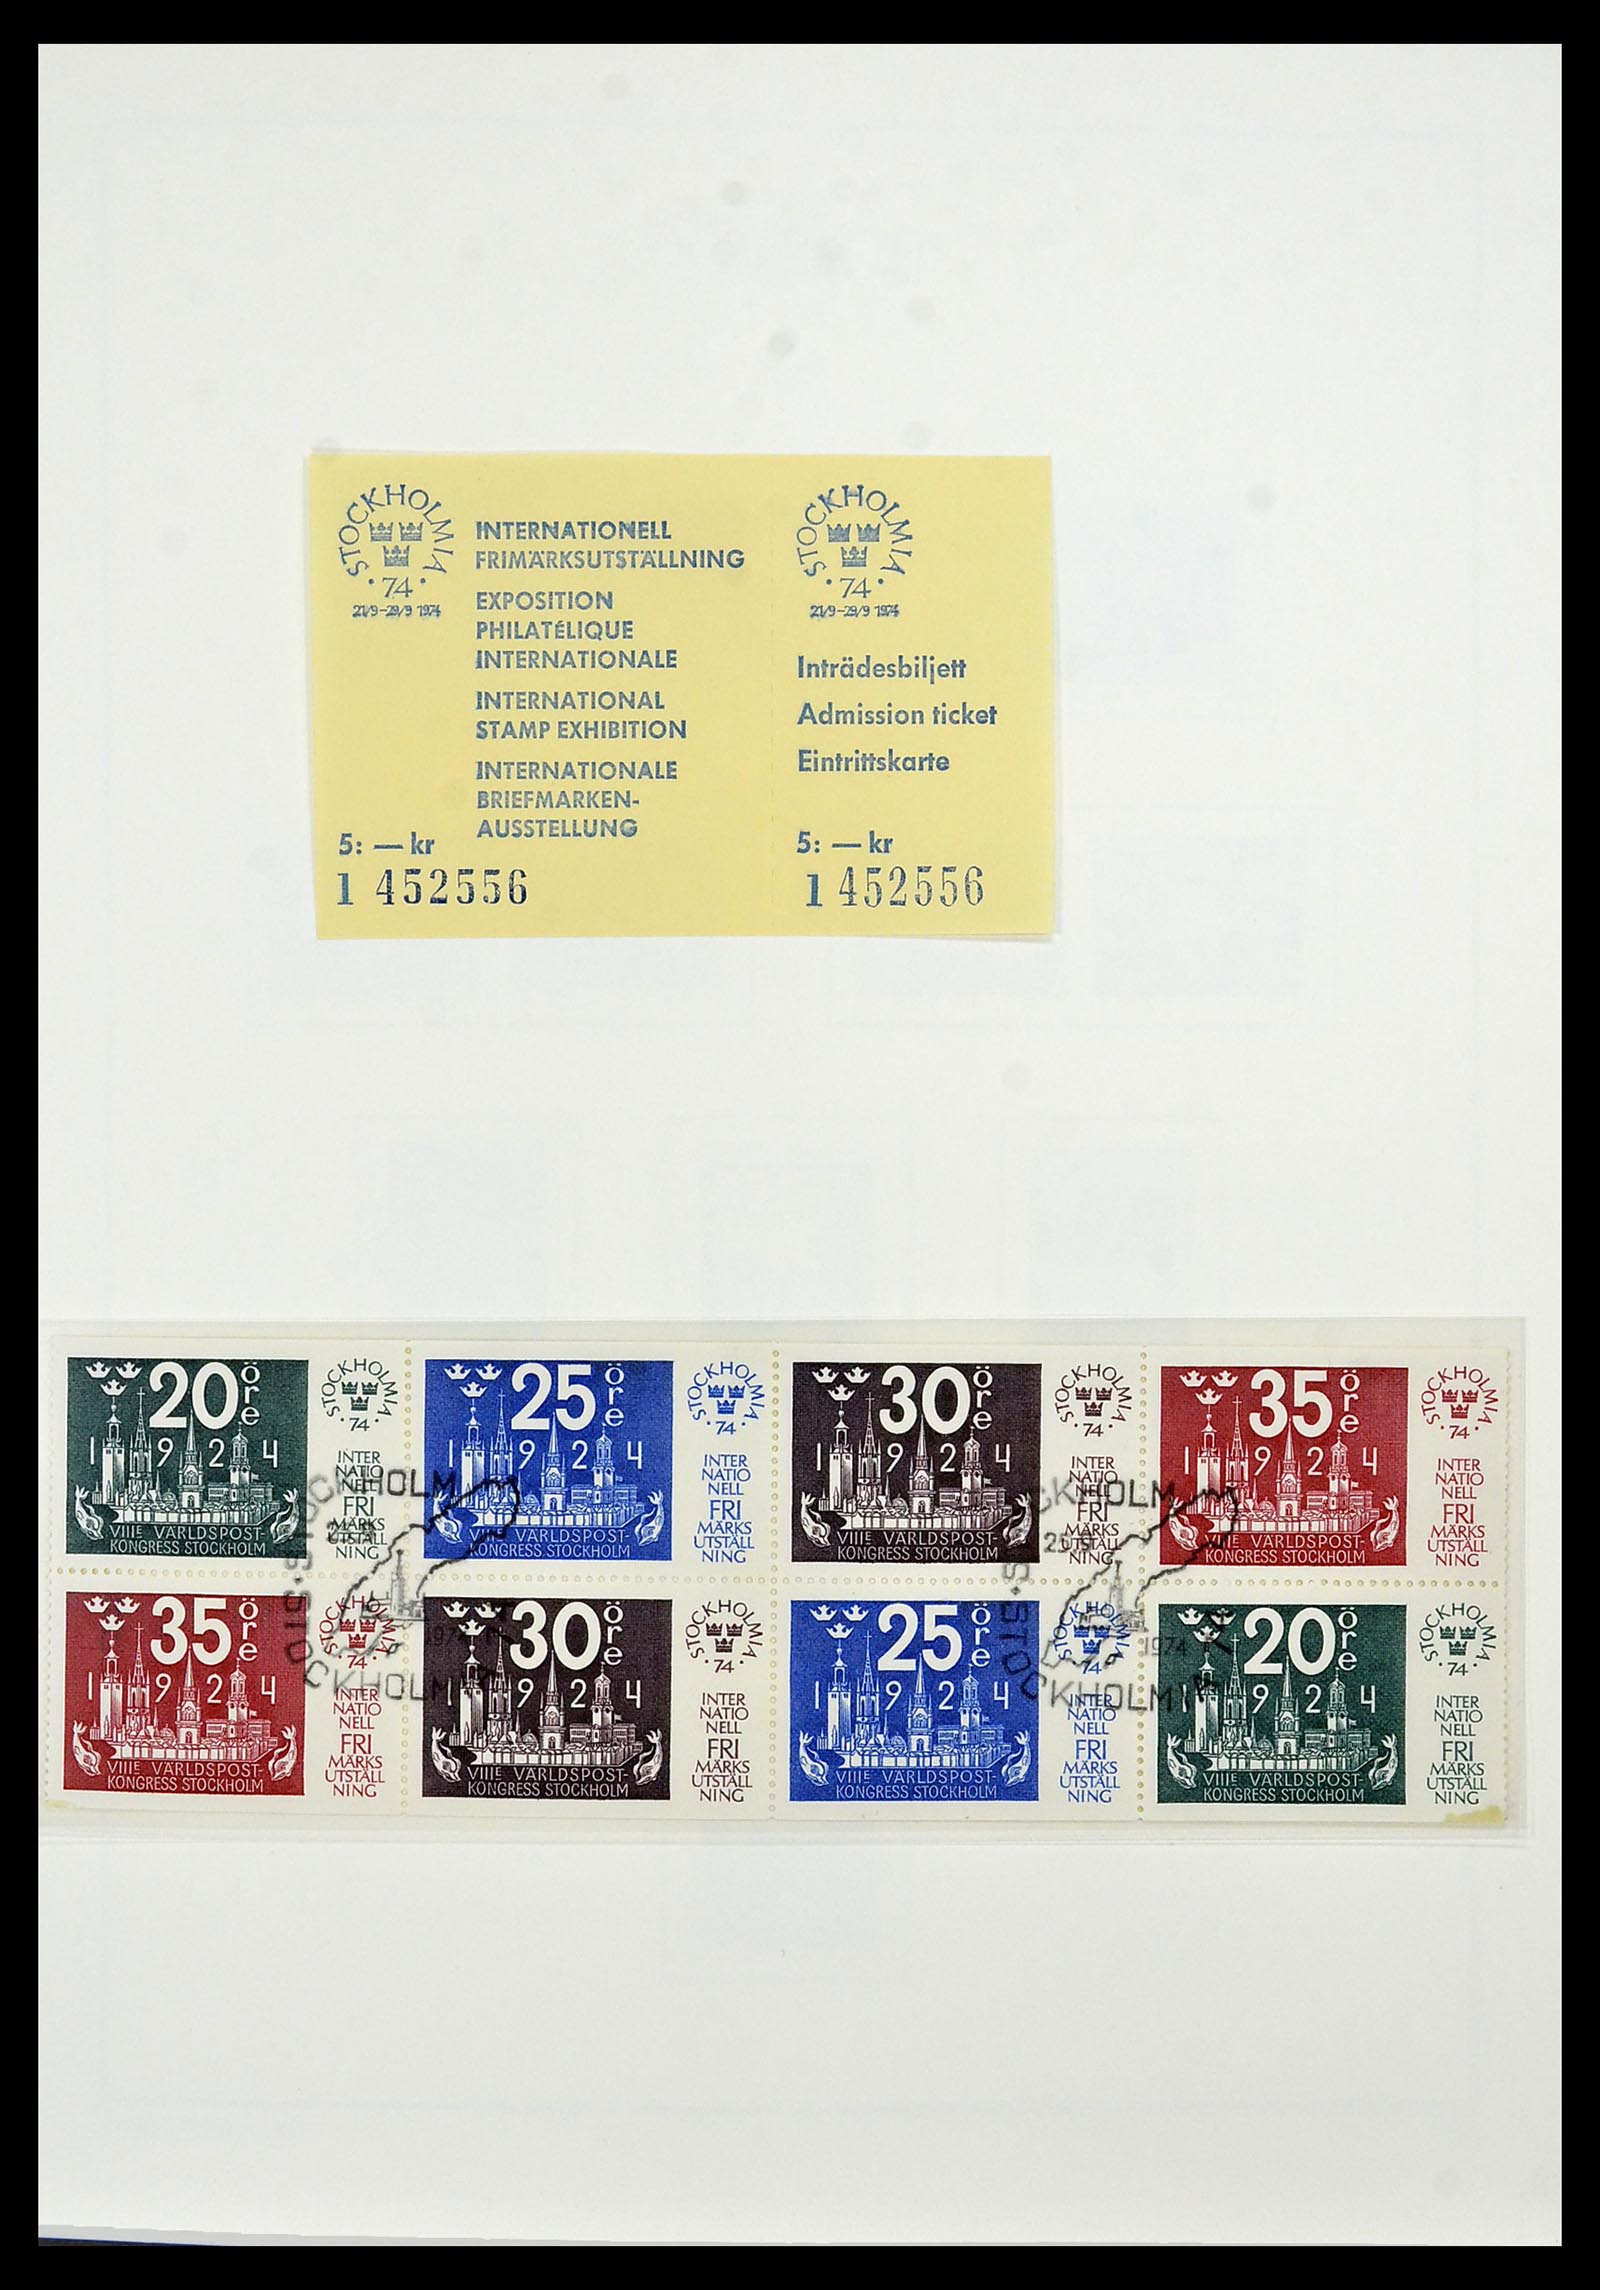 STOCKHOLMIA
· 74 ·
21/9-29/9 1974
INTERNATIONELL
FRIMÄRKSUTSTÄLLNING
EXPOSITION
PHILATÉLIQUE
INTERNATIONALE
INTERNATIONAL
STAMP EXHIBITION
INTERNATIONALE
BRIEFMARKEN-
AUSSTELLUNG
5: — kr
1 452556
STOCKHOLMIA
· 74 ·
21/9-29/9 1974
Inträdesbiljett
Admission ticket
Eintrittskarte
5: — kr
1 452556
20 öre
1924
VIIIE VÄRLDSPOST-
KONGRESS STOCKHOLM
STOCKHOLMIA
· 74 ·
INTER
NATIO
NELL
FRI
MÄRKS
UTSTÄLL
NING
25 öre
1924
VIIIE VÄRLDSPOST-
KONGRESS STOCKHOLM
STOCKHOLMIA
· 74 ·
INTER
NATIO
NELL
FRI
MÄRKS
UTSTÄLL
NING
30 öre
1924
VIIIE VÄRLDSPOST-
KONGRESS STOCKHOLM
STOCKHOLMIA
· 74 ·
INTER
NATIO
NELL
FRI
MÄRKS
UTSTÄLL
NING
35 öre
1924
VIIIE VÄRLDSPOST-
KONGRESS STOCKHOLM
STOCKHOLMIA
· 74 ·
INTER
NATIO
NELL
FRI
MÄRKS
UTSTÄLL
NING
35 öre
1924
VIIIE VÄRLDSPOST-
KONGRESS STOCKHOLM
STOCKHOLMIA
· 74 ·
INTER
NATIO
NELL
FRI
MÄRKS
UTSTÄLL
NING
30 öre
1924
VIIIE VÄRLDSPOST-
KONGRESS STOCKHOLM
STOCKHOLMIA
· 74 ·
INTER
NATIO
NELL
FRI
MÄRKS
UTSTÄLL
NING
25 öre
1924
VIIIE VÄRLDSPOST-
KONGRESS STOCKHOLM
STOCKHOLMIA
· 74 ·
INTER
NATIO
NELL
FRI
MÄRKS
UTSTÄLL
NING
20 öre
1924
VIIIE VÄRLDSPOST-
KONGRESS STOCKHOLM
STOCKHOLMIA
· 74 ·
INTER
NATIO
NELL
FRI
MÄRKS
UTSTÄLL
NING
STOCKHOLM
1974
STOCKHOLMIA
STOCKHOLM
1974
STOCKHOLMIA